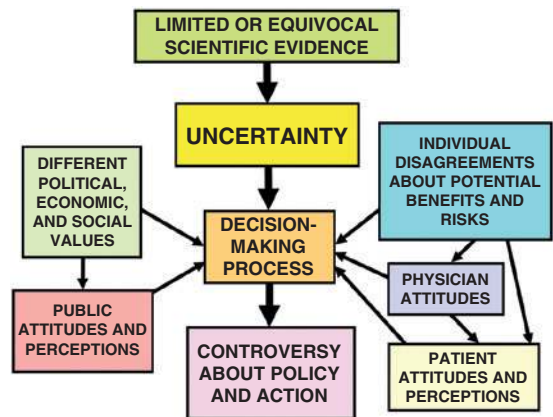 LIMITED OR EQUIVOCAL
SCIENTIFIC EVIDENCE
UNCERTAINTY
DIFFERENT
POLITICAL,
ECONOMIC,
AND SOCIAL
VALUES
INDIVIDUAL
DISAGREEMENTS
ABOUT POTENTIAL
BENEFITS AND
RISKS
DECISION-
MAKING
PROCESS
PUBLIC
ATTITUDES AND
PERCEPTIONS
PHYSICIAN
ATTITUDES
CONTROVERSY
ABOUT POLICY
AND ACTION
PATIENT
ATTITUDES AND
PERCEPTIONS